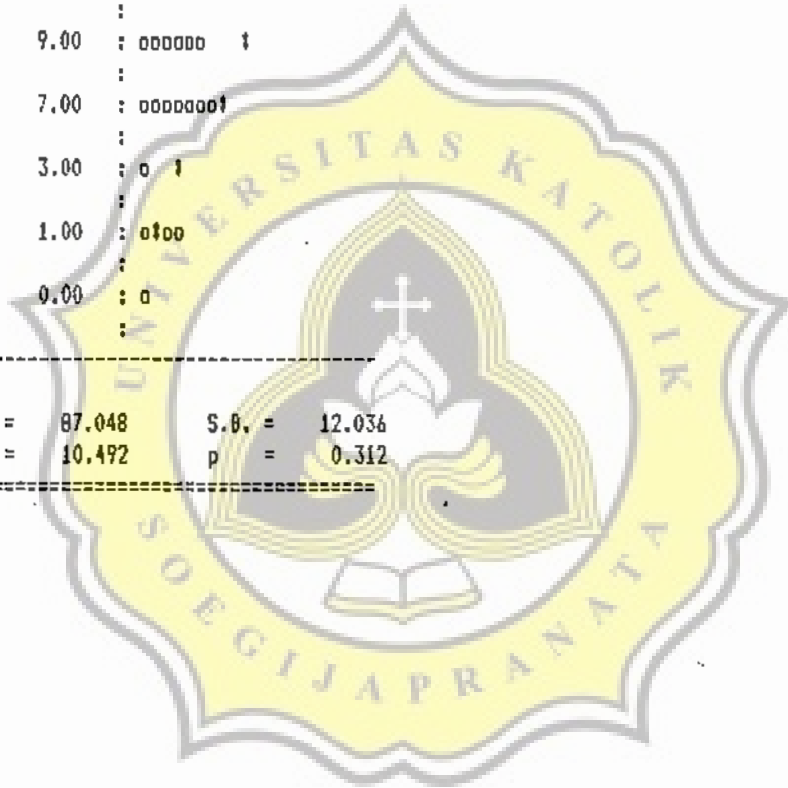 :
9.00 : oooooo *
:
7.00 : ooooooo*
:
3.00 : o *
:
1.00 : o*oo
:
0.00 : o
:
--------------------------------
= 87.048 S.B. = 12.036
= 10.492 p = 0.312
================================
UNIVERSITAS KATOLIK
SOEGIJAPRANATA